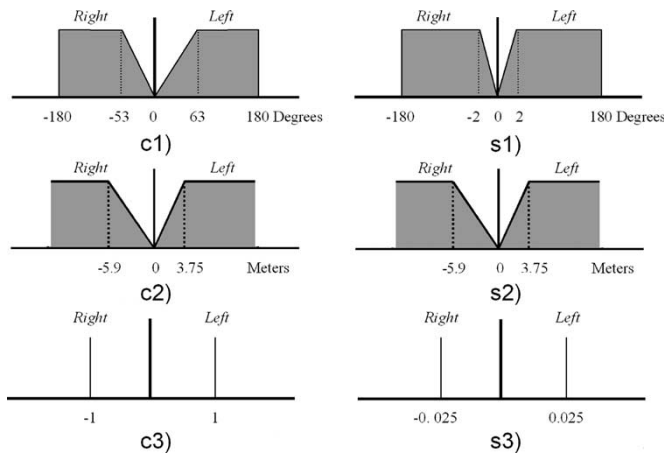 Right Left
-180 -53 0 63 180 Degrees
c1)
Right Left
-180 -2 0 2 180 Degrees
s1)
Right Left
-5.9 0 3.75 Meters
c2)
Right Left
-5.9 0 3.75 Meters
s2)
Right Left
-1 1
c3)
Right Left
-0. 025 0.025
s3)